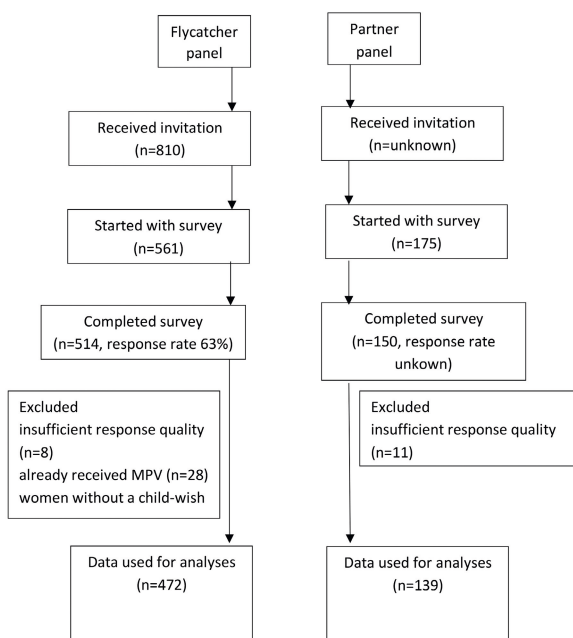 Flycatcher
panel
Partner
panel
Received invitation
(n=810)
Received invitation
(n=unknown)
Started with survey
(n=561)
Started with survey
(n=175)
Completed survey
(n=514, response rate 63%)
Completed survey
(n=150, response rate
unkown)
Excluded
insufficient response quality
(n=8)
already received MPV (n=28)
women without a child-wish
Excluded
insufficient response quality
(n=11)
Data used for analyses
(n=472)
Data used for analyses
(n=139)